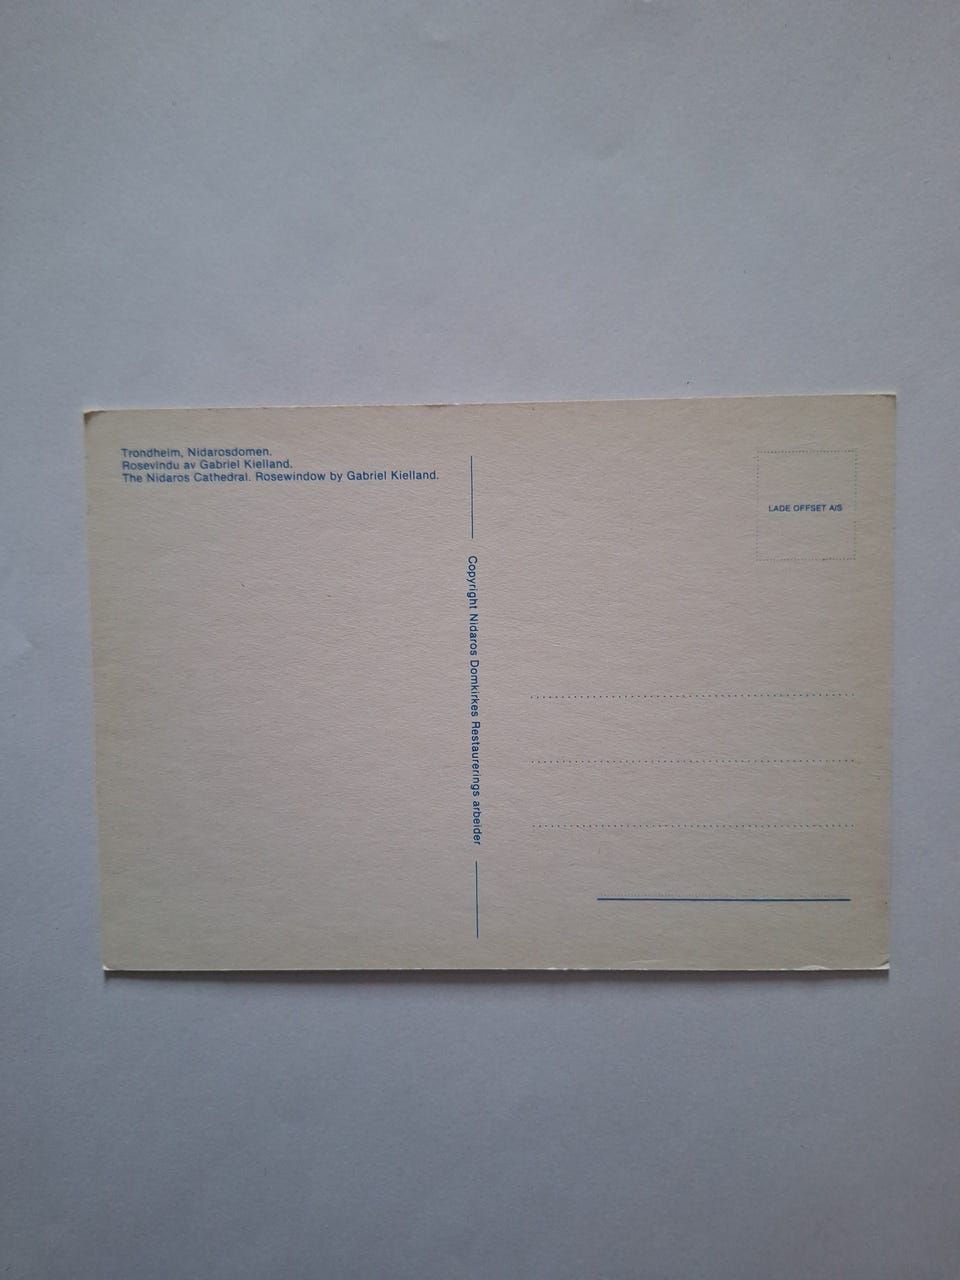 Trondheim, Nidarosdomen.
Rosevindu av Gabriel Kielland.
The Nidaros Cathedral. Rosewindow by Gabriel Kielland.
LADE OFFSET A/S
Copyright Nidaros Domkirkes Restaurerings arbeider